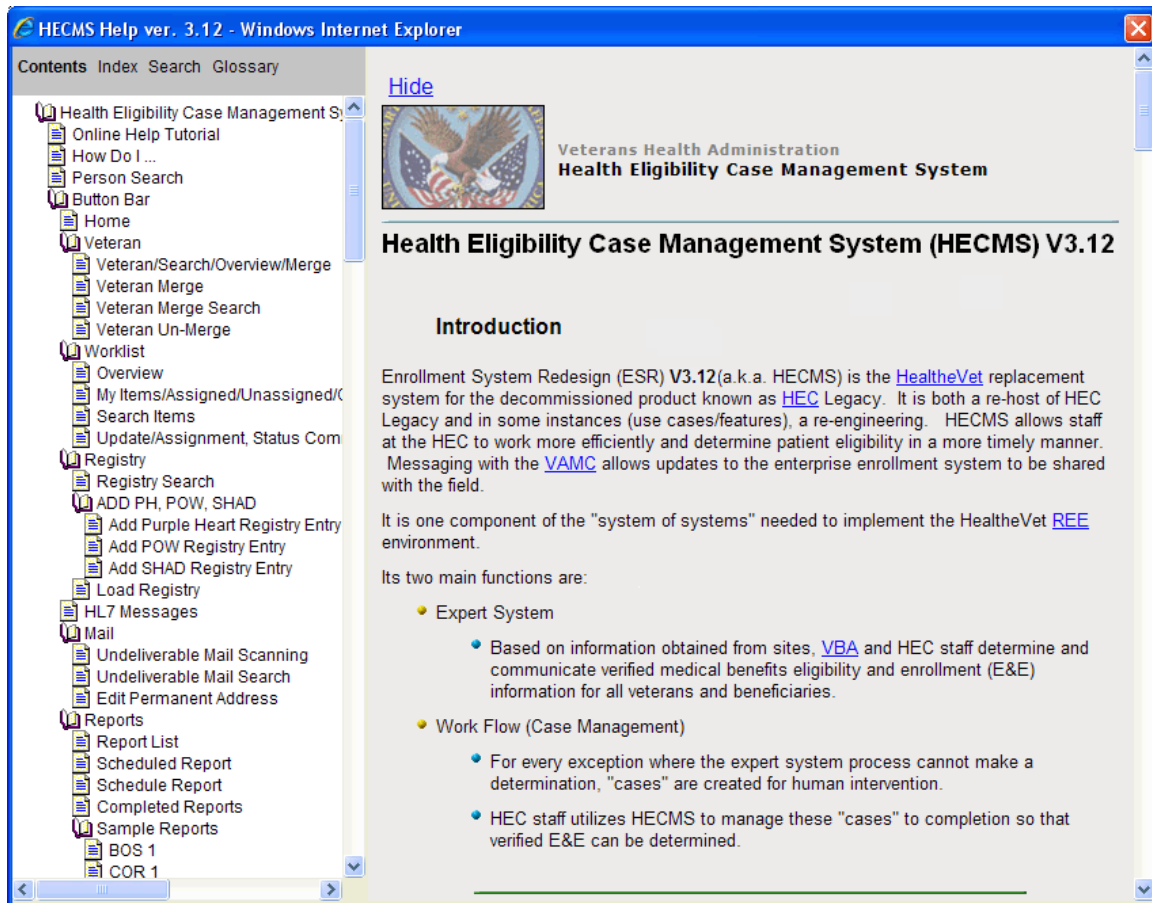 HECMS Help ver. 3.12 - Windows Internet Explorer
Contents Index Search Glossary
Health Eligibility Case Management Sy
Online Help Tutorial
How Do I ...
Person Search
Button Bar
Home
Veteran
Veteran/Search/Overview/Merge
Veteran Merge
Veteran Merge Search
Veteran Un-Merge
Worklist
Overview
My Items/Assigned/Unassigned/(
Search Items
Update/Assignment, Status Com
Registry
Registry Search
ADD PH, POW, SHAD
Add Purple Heart Registry Entry
Add POW Registry Entry
Add SHAD Registry Entry
Load Registry
HL7 Messages
Mail
Undeliverable Mail Scanning
Undeliverable Mail Search
Edit Permanent Address
Reports
Report List
Scheduled Report
Schedule Report
Completed Reports
Sample Reports
BOS 1
COR 1
Hide
Veterans Health Administration
Health Eligibility Case Management System
Health Eligibility Case Management System (HECMS) V3.12
Introduction
Enrollment System Redesign (ESR) V3.12(a.k.a. HECMS) is the HealtheVet replacement
system for the decommissioned product known as HEC Legacy. It is both a re-host of HEC
Legacy and in some instances (use cases/features), a re-engineering. HECMS allows staff
at the HEC to work more efficiently and determine patient eligibility in a more timely manner.
Messaging with the VAMC allows updates to the enterprise enrollment system to be shared
with the field.
It is one component of the "system of systems" needed to implement the HealtheVet REE
environment.
Its two main functions are:
Expert System
Based on information obtained from sites, VBA and HEC staff determine and
communicate verified medical benefits eligibility and enrollment (E&E)
information for all veterans and beneficiaries.
Work Flow (Case Management)
For every exception where the expert system process cannot make a
determination, "cases" are created for human intervention.
HEC staff utilizes HECMS to manage these "cases" to completion so that
verified E&E can be determined.